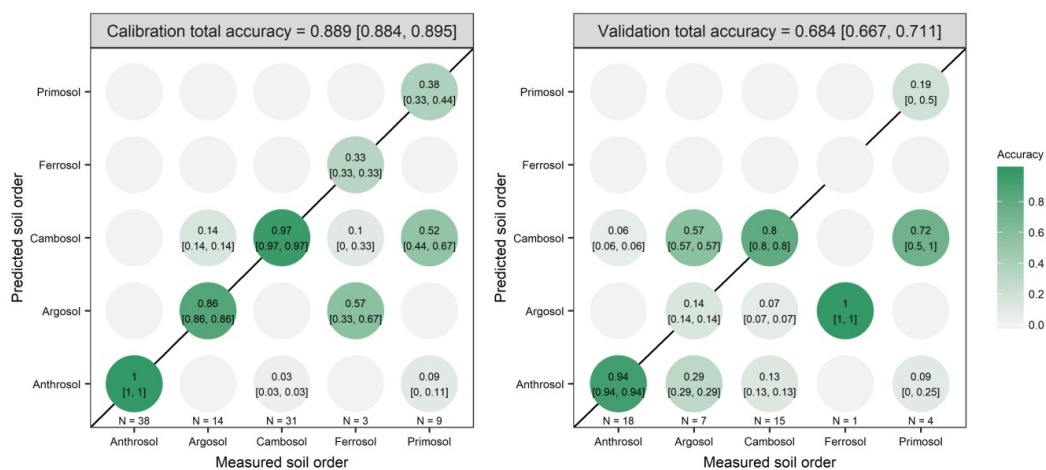 Calibration total accuracy = 0.889 [0.884, 0.895]
Predicted soil order
Primosol
Ferrosol
Cambosol
Argosol
Anthrosol
0.38
[0.33, 0.44]
0.33
[0.33, 0.33]
0.14
[0.14, 0.14]
0.97
[0.97, 0.97]
0.1
[0, 0.33]
0.52
[0.44, 0.67]
0.86
[0.86, 0.86]
0.57
[0.33, 0.67]
1
[1, 1]
0.03
[0.03, 0.03]
0.09
[0, 0.11]
N = 38
N = 14
N = 31
N = 3
N = 9
Anthrosol
Argosol
Cambosol
Ferrosol
Primosol
Measured soil order
Validation total accuracy = 0.684 [0.667, 0.711]
Predicted soil order
Primosol
Ferrosol
Cambosol
Argosol
Anthrosol
0.19
[0, 0.5]
0.06
[0.06, 0.06]
0.57
[0.57, 0.57]
0.8
[0.8, 0.8]
0.72
[0.5, 1]
0.14
[0.14, 0.14]
0.07
[0.07, 0.07]
1
[1, 1]
0.94
[0.94, 0.94]
0.29
[0.29, 0.29]
0.13
[0.13, 0.13]
0.09
[0, 0.25]
N = 18
N = 7
N = 15
N = 1
N = 4
Anthrosol
Argosol
Cambosol
Ferrosol
Primosol
Measured soil order
Accuracy
1.0
0.8
0.6
0.4
0.2
0.0